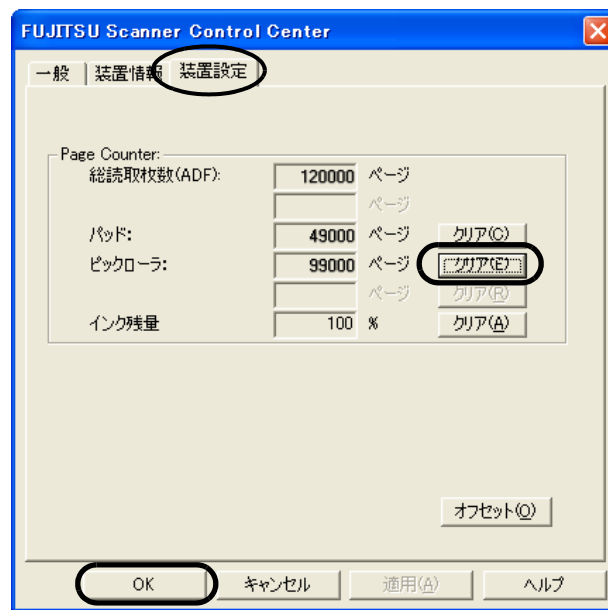 FUJITSU Scanner Control Center
一般 装置情報 装置設定
Page Counter:
総読取枚数(ADF): 120000 ページ
ページ
パッド: 49000 ページ クリア(C)
ピックローラ: 99000 ページ クリア(E)
ページ クリア(R)
インク残量 100 % クリア(A)
オフセット(O)
OK キャンセル 適用(A) ヘルプ